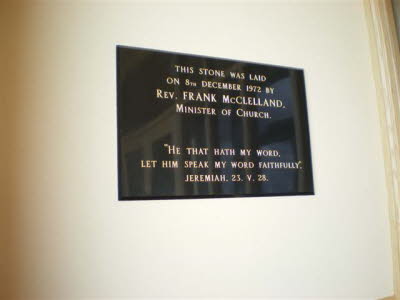 THIS STONE WAS LAID
ON 8TH DECEMBER 1972 BY
REV. FRANK McCLELLAND,
MINISTER OF CHURCH.
"HE THAT HATH MY WORD,
LET HIM SPEAK MY WORD FAITHFULLY".
JEREMIAH. 23. V. 28.